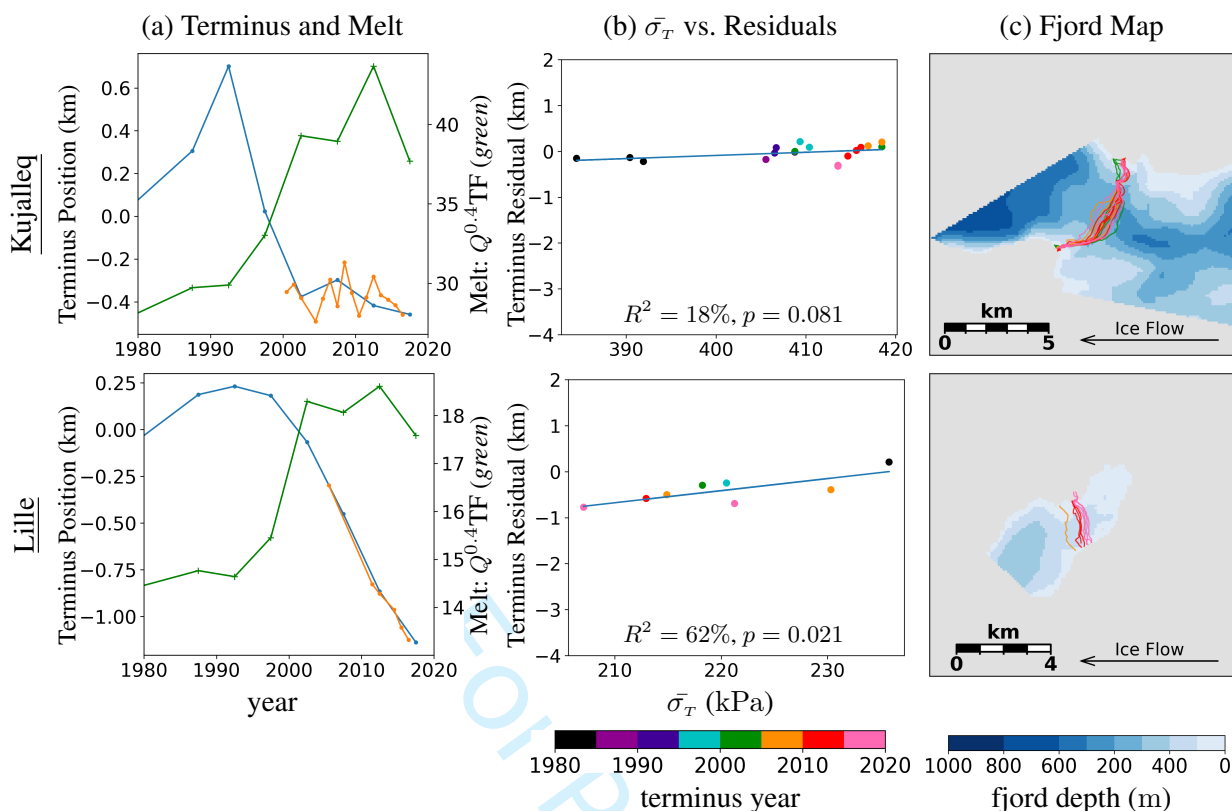 (a) Terminus and Melt
(b) σ̄_T vs. Residuals
(c) Fjord Map
Kujalleq
Terminus Position (km)
0.6
0.4
0.2
0.0
−0.2
−0.4
1980 1990 2000 2010 2020
40
35
30
Melt: Q^0.4TF (green)
Terminus Residual (km)
2
1
0
−1
−2
−3
−4
R² = 18%, p = 0.081
390 400 410 420
km
0 5
Ice Flow
Lille
Terminus Position (km)
0.25
0.00
−0.25
−0.50
−0.75
−1.00
1980 1990 2000 2010 2020
year
18
17
16
15
14
Melt: Q^0.4TF (green)
Terminus Residual (km)
2
1
0
−1
−2
−3
−4
R² = 62%, p = 0.021
210 220 230
σ̄_T (kPa)
km
0 4
Ice Flow
For P
1980 1990 2000 2010 2020
terminus year
1000 800 600 200 400 0
fjord depth (m)